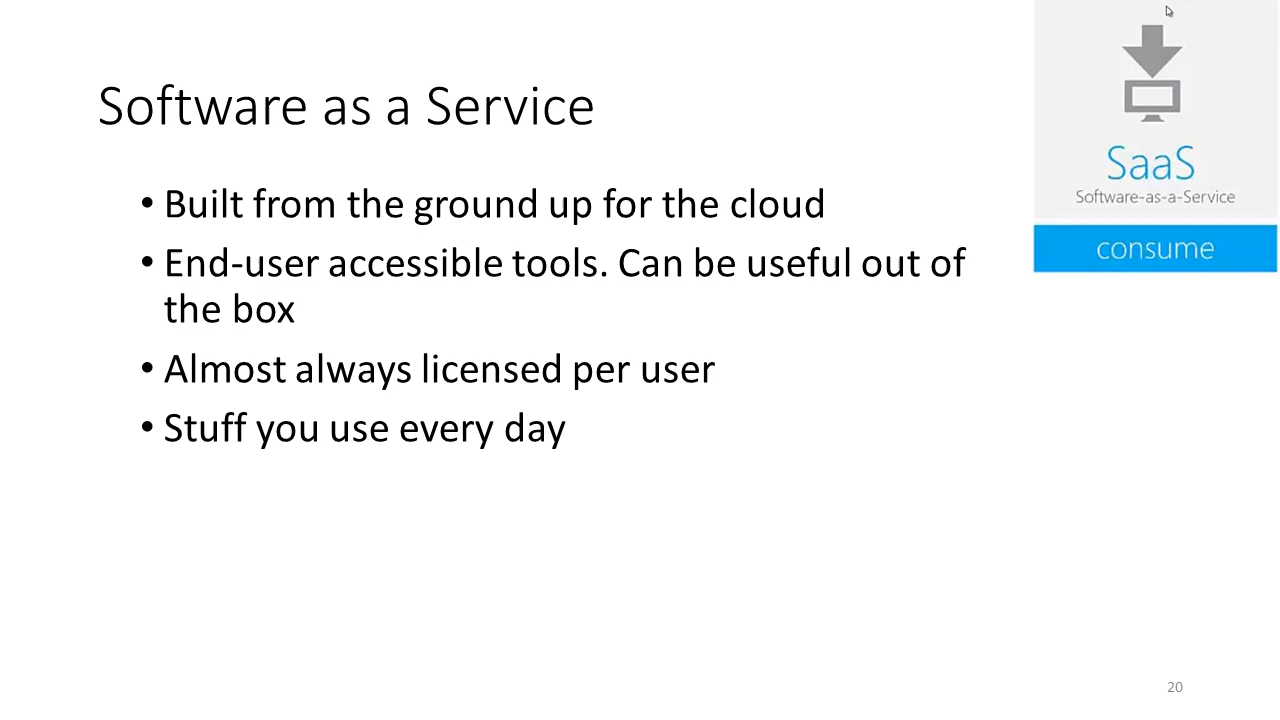 Software as a Service
• Built from the ground up for the cloud
• End-user accessible tools. Can be useful out of
the box
• Almost always licensed per user
• Stuff you use every day
SaaS
Software-as-a-Service
consume
20